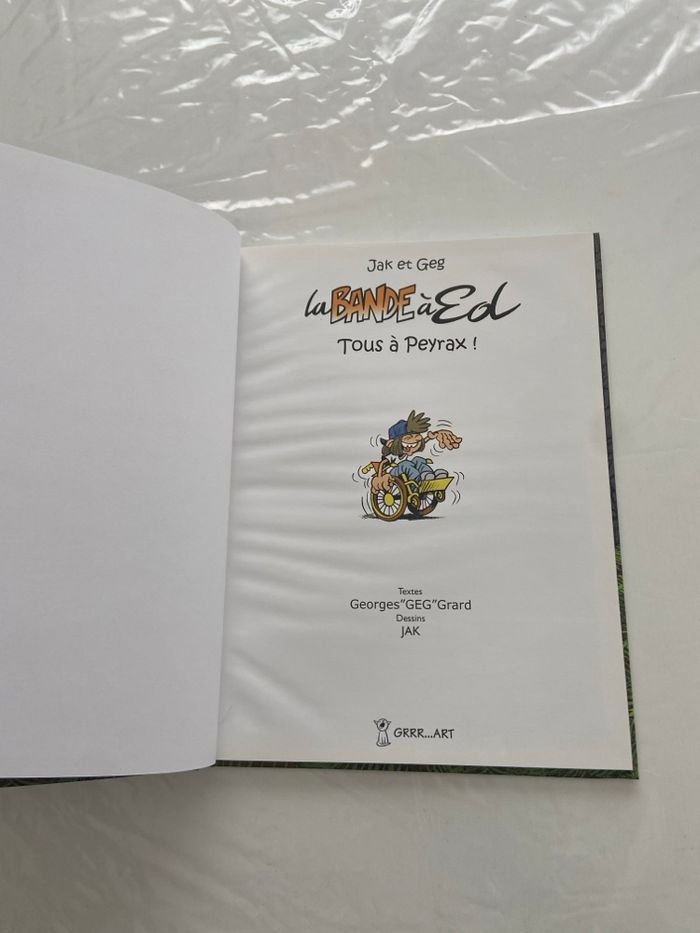 Jak et Geg
la BANDE à Ed
Tous à Peyrax !
Textes
Georges"GEG"Grard
Dessins
JAK
GRRR...ART